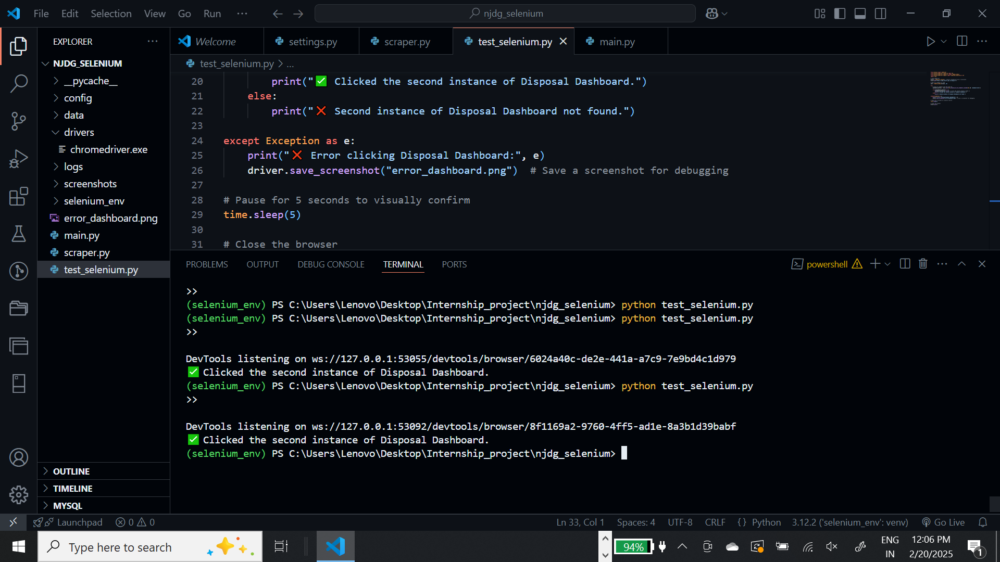 File Edit Selection View Go Run ··· njdg_selenium
EXPLORER ···
NJDG_SELENIUM
__pycache__
config
data
drivers
chromedriver.exe
logs
screenshots
selenium_env
error_dashboard.png
main.py
scraper.py
test_selenium.py
OUTLINE
TIMELINE
MYSQL
Welcome settings.py scraper.py test_selenium.py main.py
test_selenium.py > ...
20 print("✅ Clicked the second instance of Disposal Dashboard.")
21 else:
22 print("❌ Second instance of Disposal Dashboard not found.")
23
24 except Exception as e:
25 print("❌ Error clicking Disposal Dashboard:", e)
26 driver.save_screenshot("error_dashboard.png") # Save a screenshot for debugging
27
28 # Pause for 5 seconds to visually confirm
29 time.sleep(5)
30
31 # Close the browser
PROBLEMS OUTPUT DEBUG CONSOLE TERMINAL PORTS powershell
>>
(selenium_env) PS C:\Users\Lenovo\Desktop\Internship_project\njdg_selenium> python test_selenium.py
(selenium_env) PS C:\Users\Lenovo\Desktop\Internship_project\njdg_selenium> python test_selenium.py
>>
DevTools listening on ws://127.0.0.1:53055/devtools/browser/6024a40c-de2e-441a-a7c9-7e9bd4c1d979
✅ Clicked the second instance of Disposal Dashboard.
(selenium_env) PS C:\Users\Lenovo\Desktop\Internship_project\njdg_selenium> python test_selenium.py
>>
DevTools listening on ws://127.0.0.1:53092/devtools/browser/8f1169a2-9760-4ff5-ad1e-8a3b1d39babf
✅ Clicked the second instance of Disposal Dashboard.
(selenium_env) PS C:\Users\Lenovo\Desktop\Internship_project\njdg_selenium>
Launchpad 0 0 Ln 33, Col 1 Spaces: 4 UTF-8 CRLF {} Python 3.12.2 ('selenium_env': venv) Go Live
Type here to search 94% ENG IN 12:06 PM 2/20/2025 1